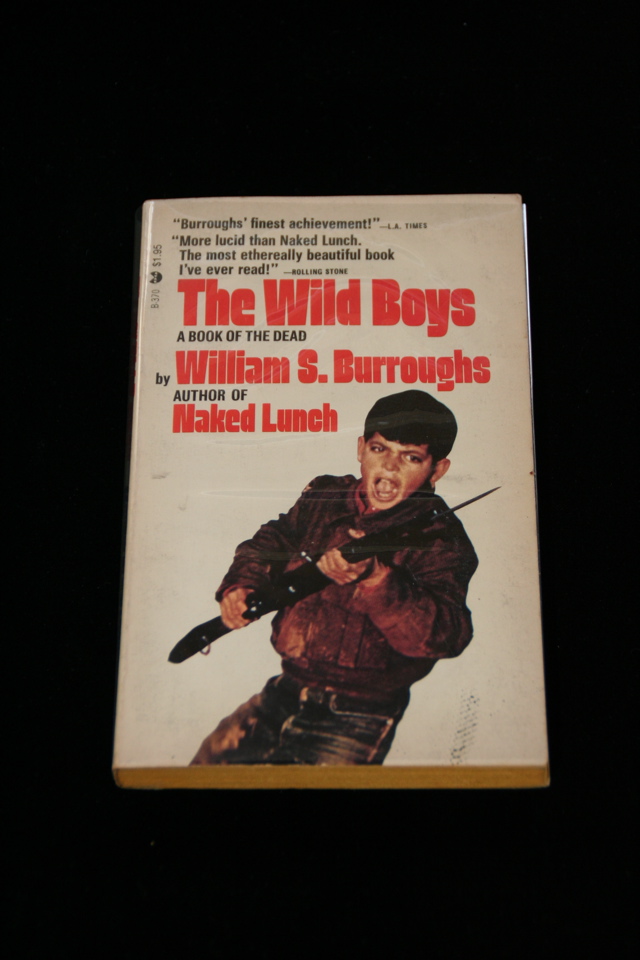 “Burroughs’ finest achievement!”—L.A. TIMES
“More lucid than Naked Lunch.
The most ethereally beautiful book
I’ve ever read!” —ROLLING STONE
The Wild Boys
A BOOK OF THE DEAD
by William S. Burroughs
AUTHOR OF
Naked Lunch
B-370 $1.95